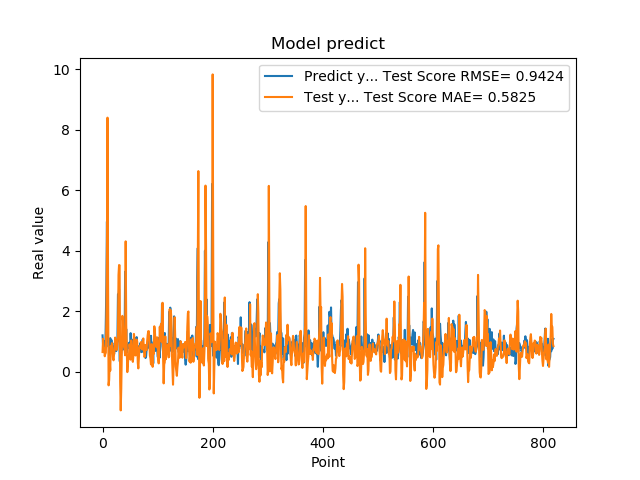 Model predict
Predict y... Test Score RMSE= 0.9424
Test y... Test Score MAE= 0.5825
10
8
6
4
2
0
Real value
0 200 400 600 800
Point